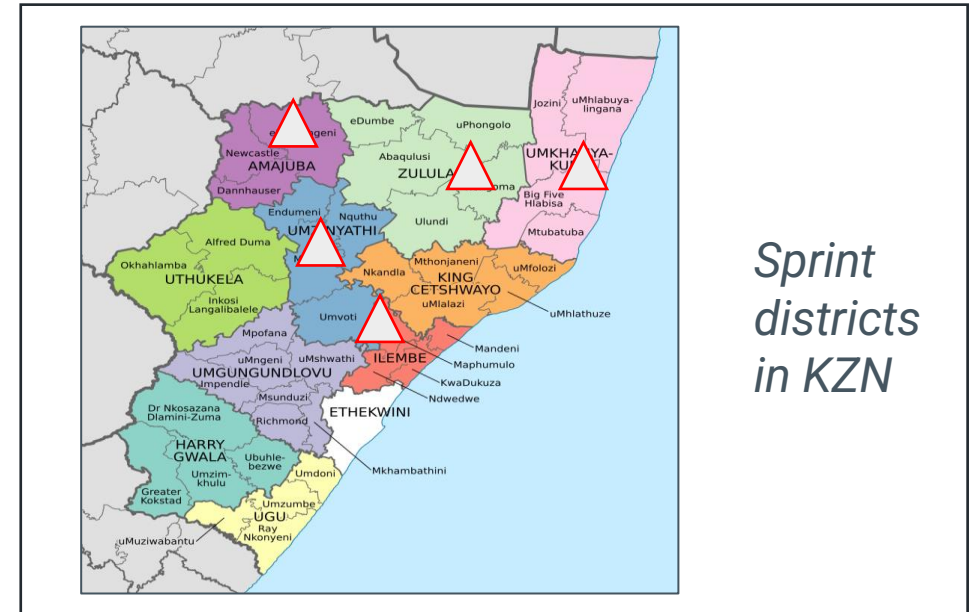 Jozini
uMhlabuya-
lingana
eDumbe
uPhongolo
Newcastle
AMAJUBA
Abaqulusi
Dannhauser
Big Five
Hlabisa
Endumeni
Nquthu
Ulundi
Mtubatuba
Alfred Duma
Okhahlamba
UTHUKELA
Nkandla
Mthonjaneni
uMfolozi
KING
CETSHWAYO
uMlalazi
Inkosi
Langalibalele
uMhlathuze
Umvoti
Mpofana
Mandeni
uMngeni
uMshwathi
ILEMBE
Maphumulo
UMGUNGUNDLOVU
Impendle
KwaDukuza
Msunduzi
Ndwedwe
Dr Nkosazana
Dlamini-Zuma
ETHEKWINI
Richmond
HARRY
GWALA
Ubuhle-
bezwe
Mkhambathini
Umzim-
khulu
Umdoni
Greater
Kokstad
Umzumbe
UGU
Ray
Nkonyeni
uMuziwabantu
Sprint
districts
in KZN